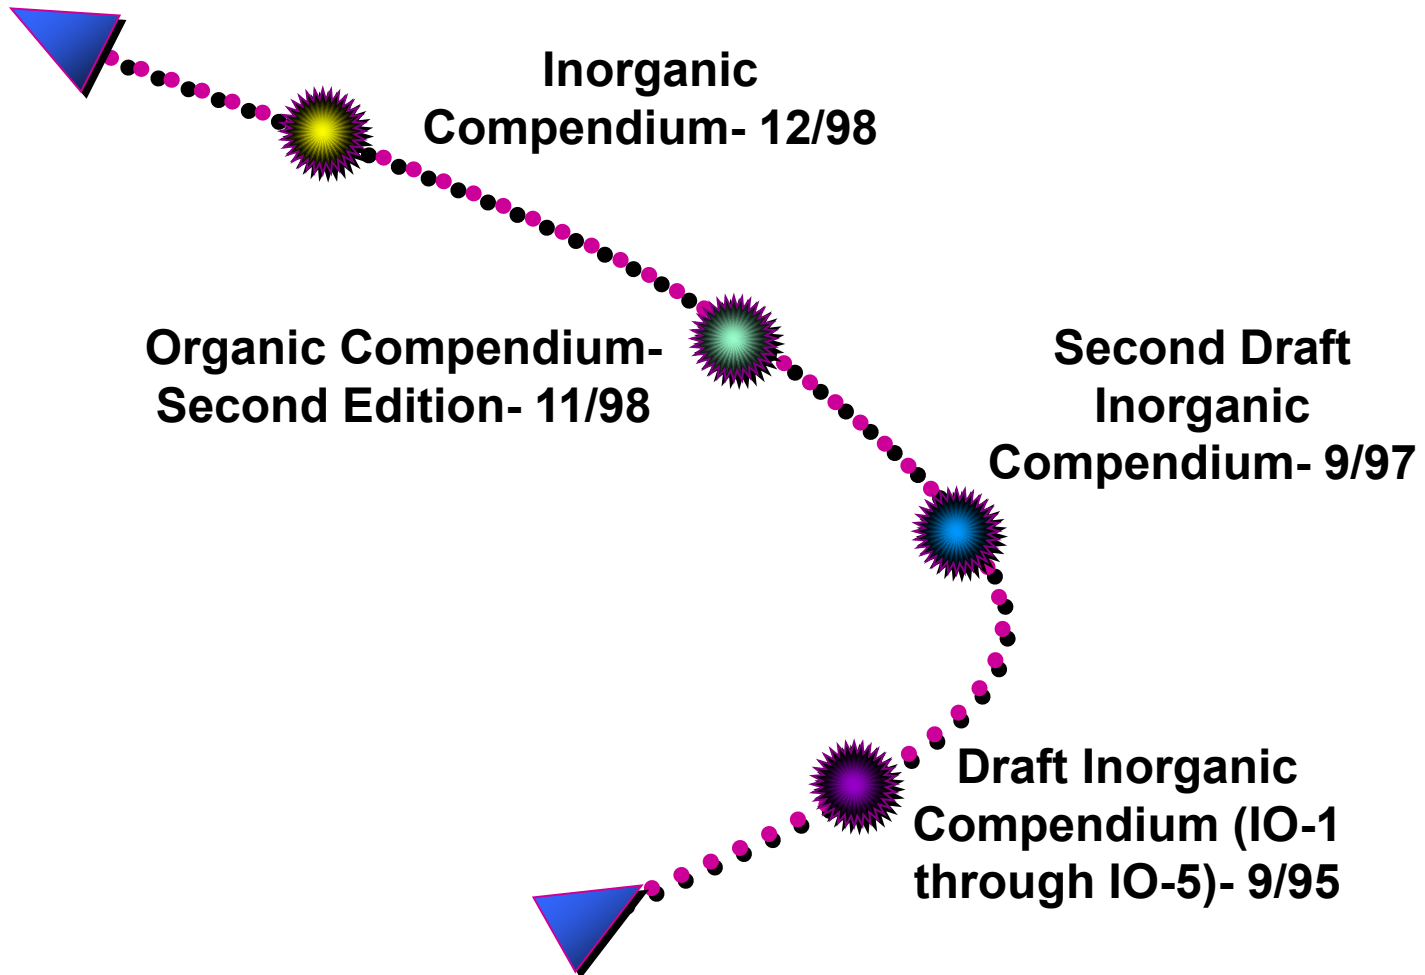 Inorganic
Compendium- 12/98
Organic Compendium-
Second Edition- 11/98
Second Draft
Inorganic
Compendium- 9/97
Draft Inorganic
Compendium (IO-1
through IO-5)- 9/95